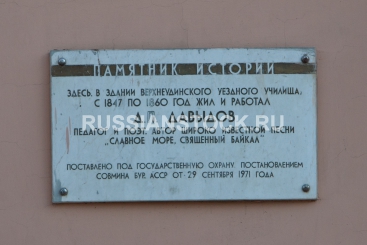 ПАМЯТНИК ИСТОРИИ
ЗДЕСЬ, В ЗДАНИИ ВЕРХНЕУДИНСКОГО УЕЗДНОГО УЧИЛИЩА,
С 1847 ПО 1860 ГОД ЖИЛ И РАБОТАЛ
Д. ДАВЫДОВ
RUSSIANSTOCK.RU
ПЕДАГОГ И ПОЭТ. АВТОР ШИРОКО ИЗВЕСТНОЙ ПЕСНИ
"СЛАВНОЕ МОРЕ, СВЯЩЕННЫЙ БАЙКАЛ"
ПОСТАВЛЕНО ПОД ГОСУДАРСТВЕННУЮ ОХРАНУ. ПОСТАНОВЛЕНИЕМ
СОВМИНА БУР. АССР ОТ 29 СЕНТЯБРЯ 1971 ГОДА